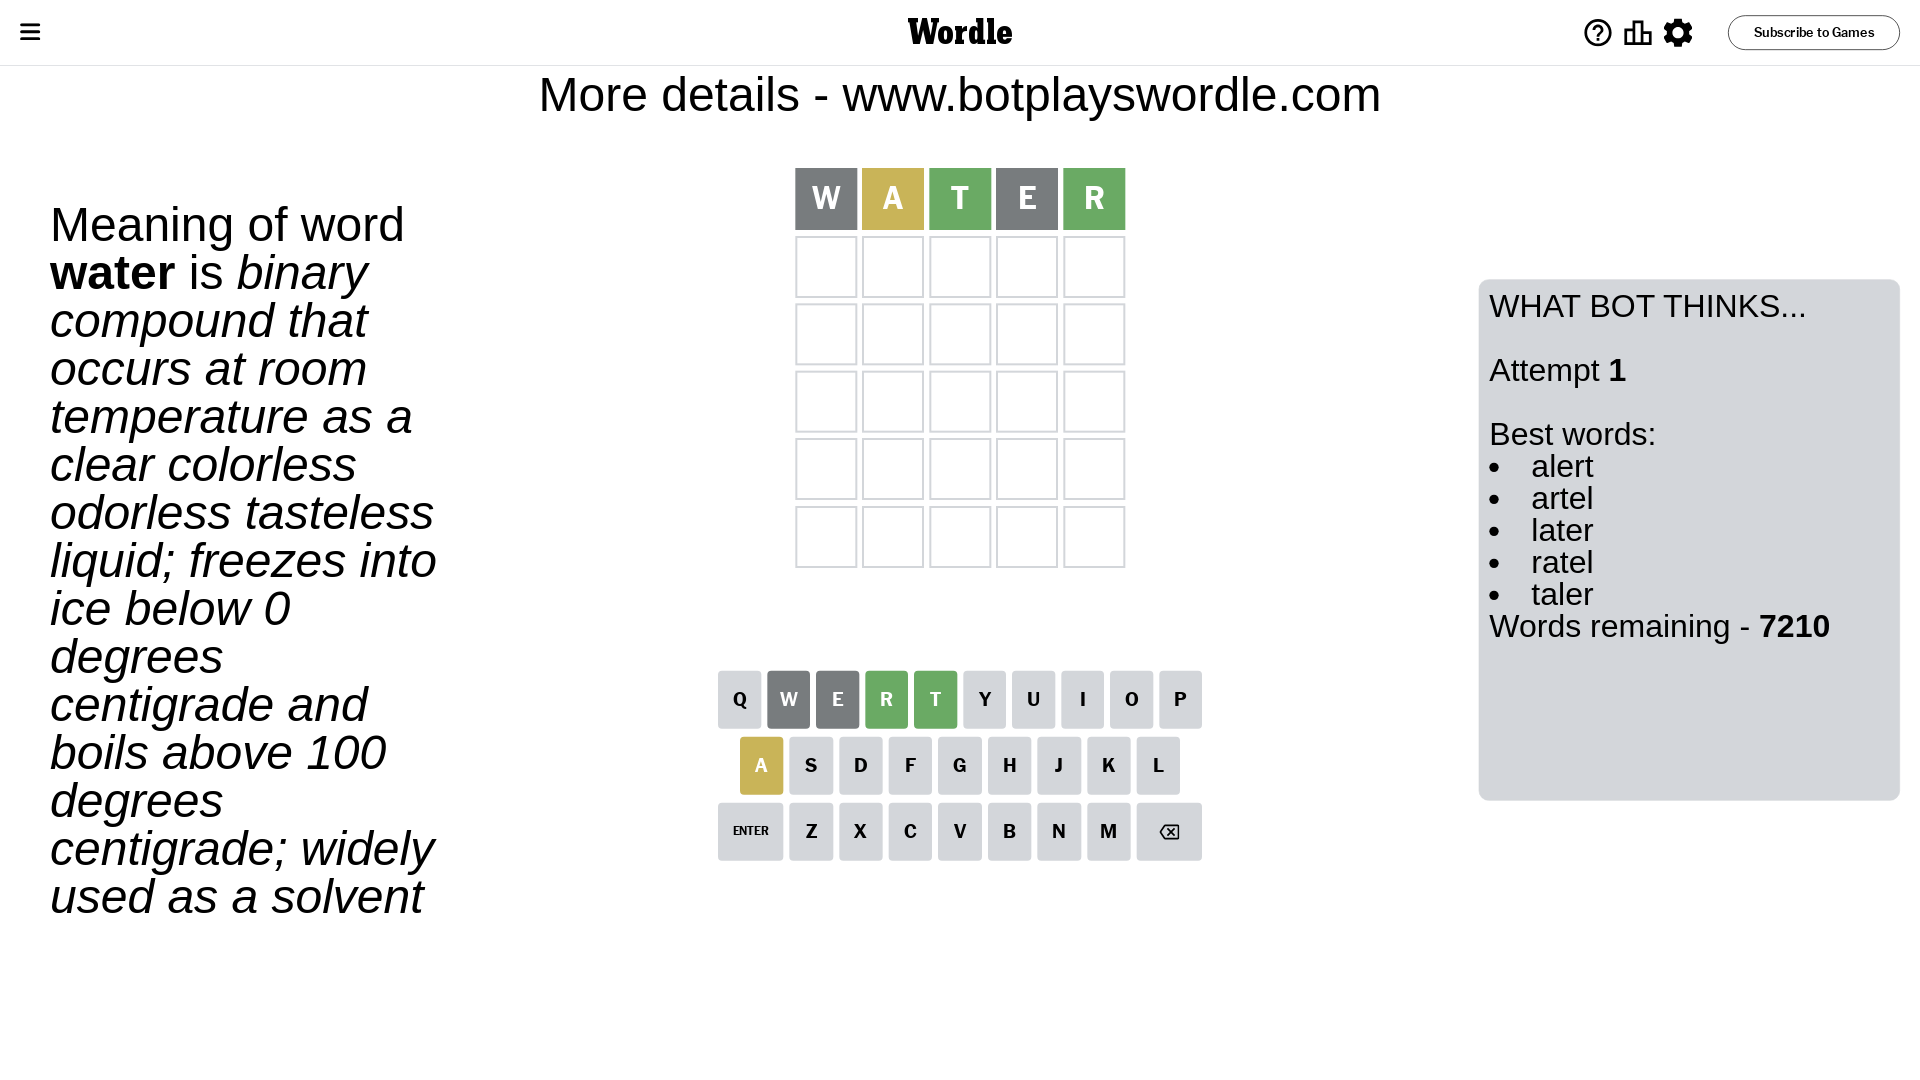 Wordle
Subscribe to Games
More details - www.botplayswordle.com
Meaning of word
water is binary
compound that
occurs at room
temperature as a
clear colorless
odorless tasteless
liquid; freezes into
ice below 0
degrees
centigrade and
boils above 100
degrees
centigrade; widely
used as a solvent
W A T E R
Q W E R T Y U I O P
A S D F G H J K L
ENTER Z X C V B N M
WHAT BOT THINKS...
Attempt 1
Best words:
• alert
• artel
• later
• ratel
• taler
Words remaining - 7210